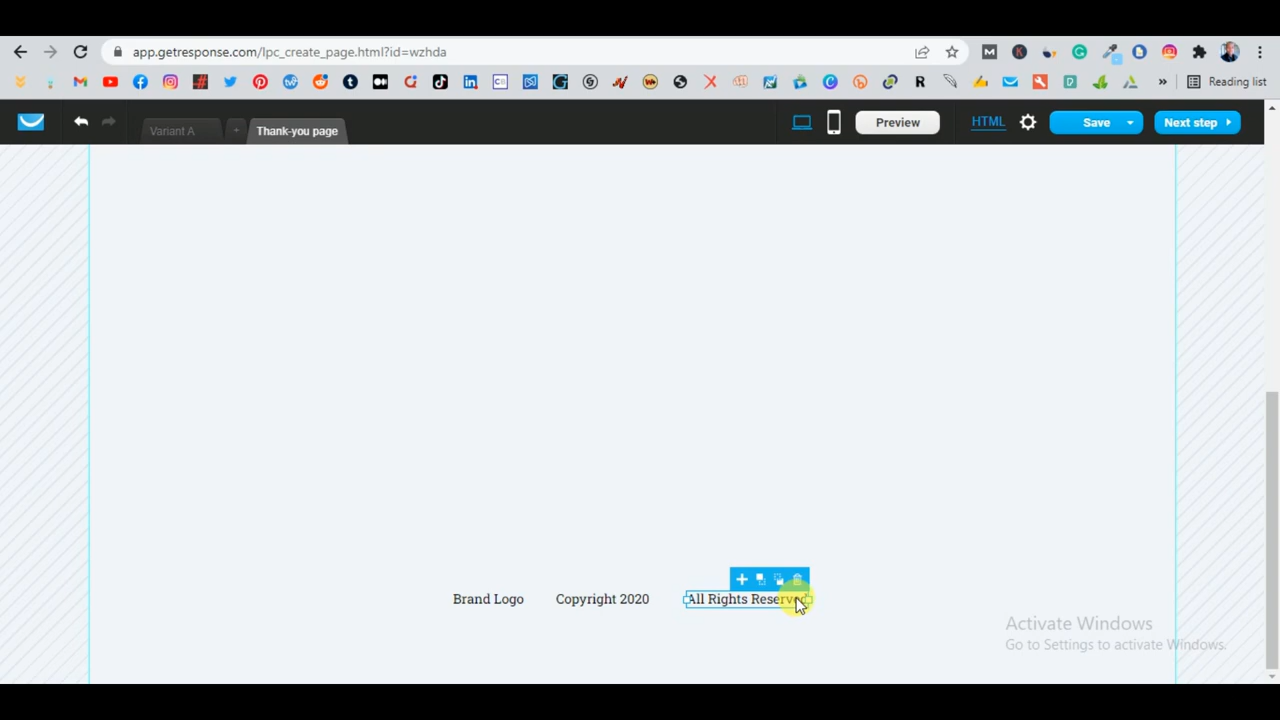 app.getresponse.com/lpc_create_page.html?id=wzhda
Reading list
Variant A
+
Thank-you page
Preview
HTML
Save
Next step
Brand Logo
Copyright 2020
All Rights Reserved
Activate Windows
Go to Settings to activate Windows.